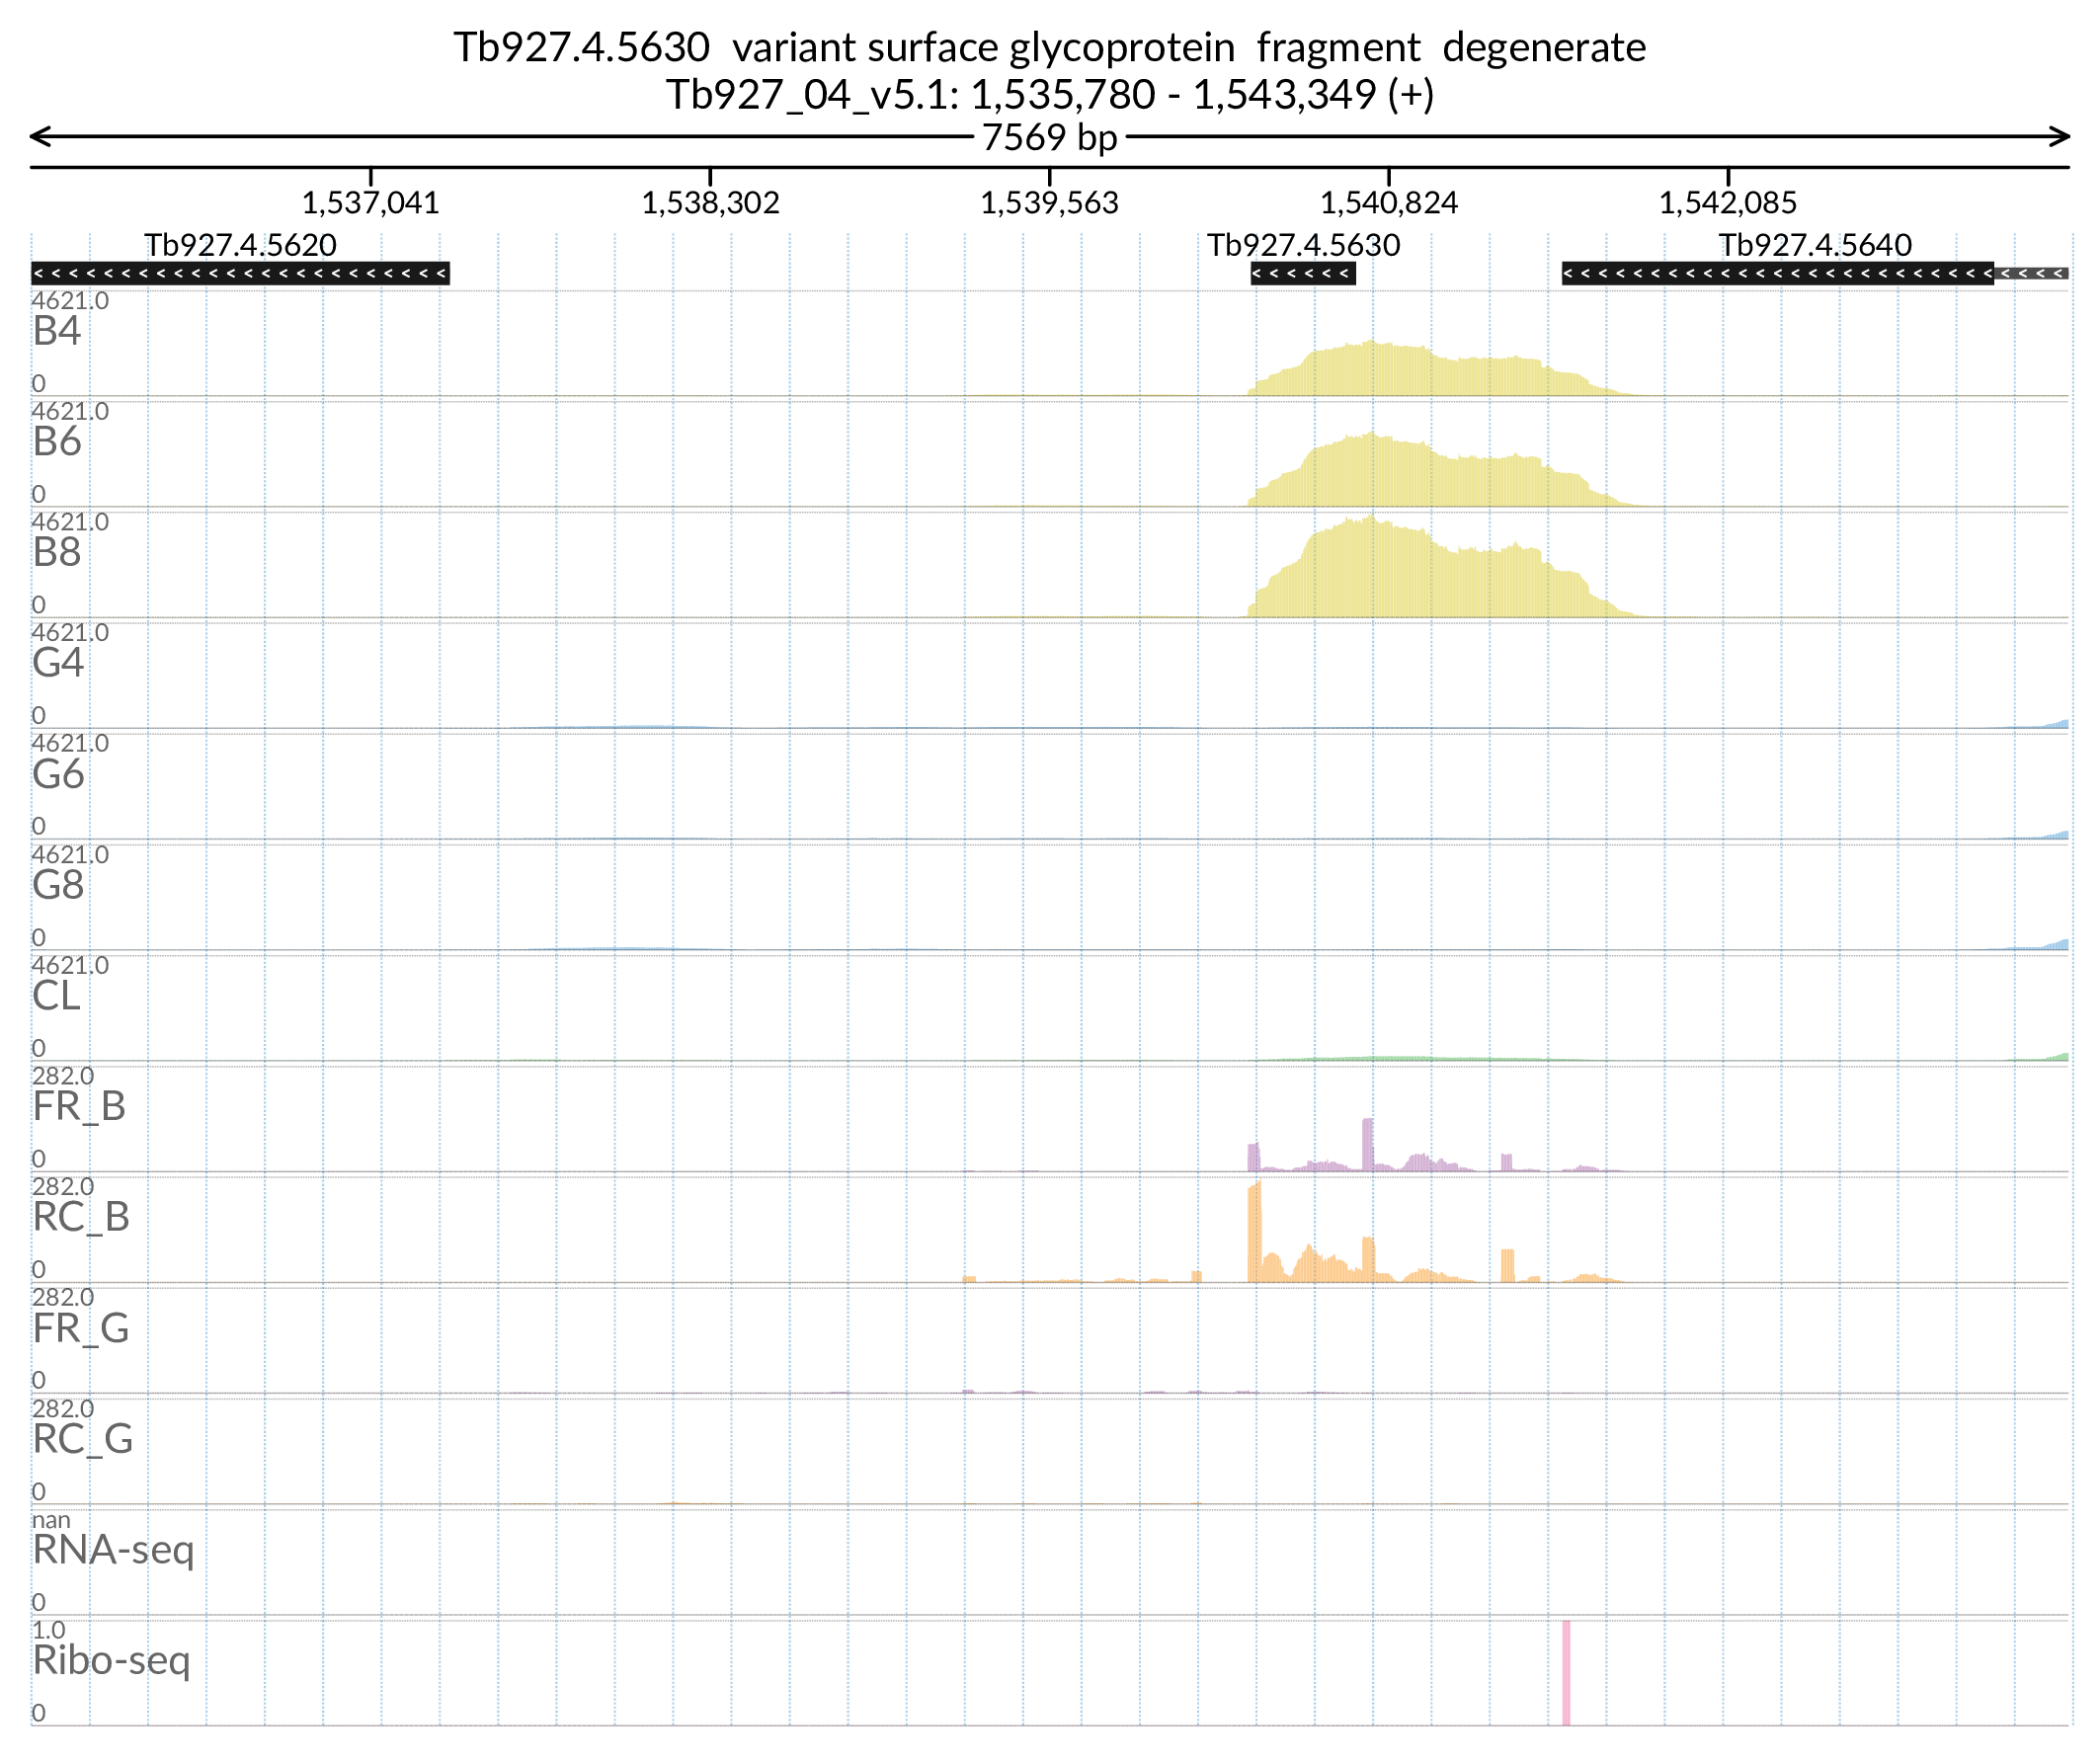 Tb927.4.5630 variant surface glycoprotein fragment degenerate
Tb927_04_v5.1: 1,535,780 - 1,543,349 (+)
7569 bp
1,537,041 1,538,302 1,539,563 1,540,824 1,542,085
Tb927.4.5620 Tb927.4.5630 Tb927.4.5640
4621.0
B4
0
4621.0
B6
0
4621.0
B8
0
4621.0
G4
0
4621.0
G6
0
4621.0
G8
0
4621.0
CL
0
282.0
FR_B
0
282.0
RC_B
0
282.0
FR_G
0
282.0
RC_G
0
nan
RNA-seq
0
1.0
Ribo-seq
0